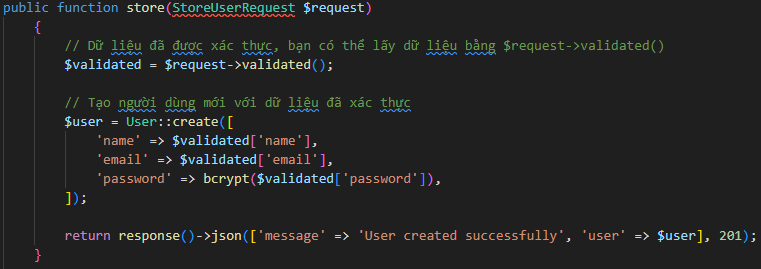 public function store(StoreUserRequest $request)
{
// Dữ liệu đã được xác thực, bạn có thể lấy dữ liệu bằng $request->validated()
$validated = $request->validated();
// Tạo người dùng mới với dữ liệu đã xác thực
$user = User::create([
'name' => $validated['name'],
'email' => $validated['email'],
'password' => bcrypt($validated['password']),
]);
return response()->json(['message' => 'User created successfully', 'user' => $user], 201);
}